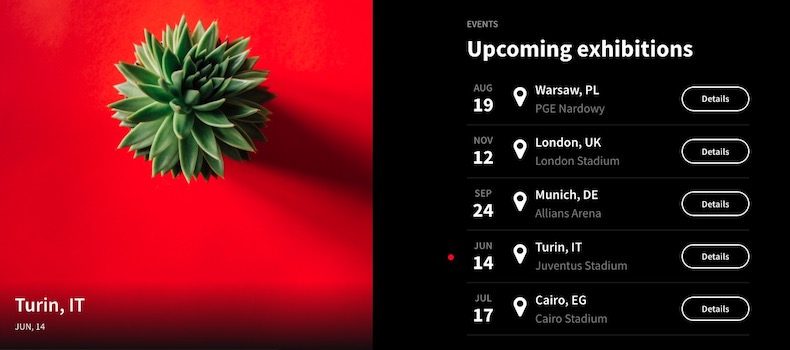 Turin, IT
JUN, 14
EVENTS
Upcoming exhibitions
AUG
19
Warsaw, PL
PGE Nardowy
Details
NOV
12
London, UK
London Stadium
Details
SEP
24
Munich, DE
Allians Arena
Details
JUN
14
Turin, IT
Juventus Stadium
Details
JUL
17
Cairo, EG
Cairo Stadium
Details